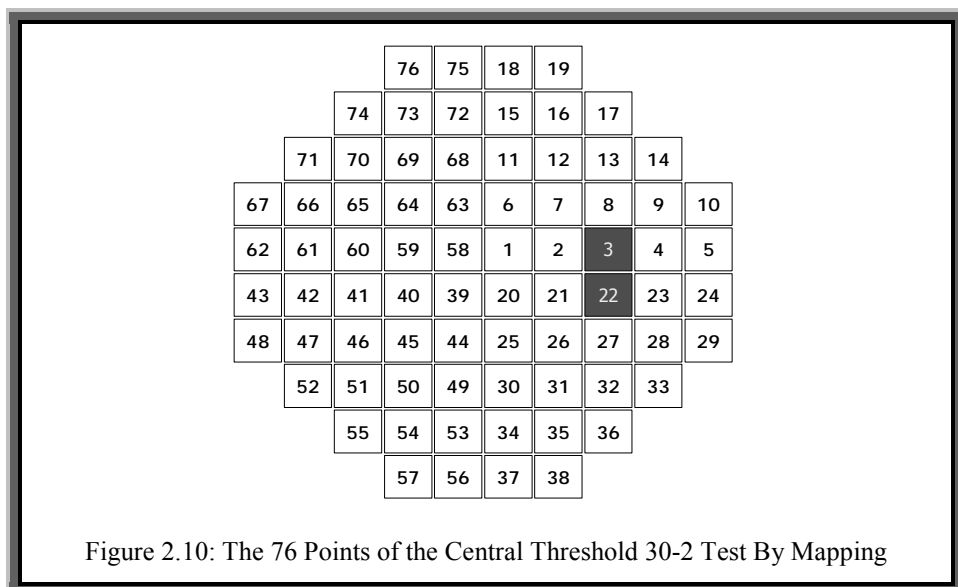 76 75 18 19
74 73 72 15 16 17
71 70 69 68 11 12 13 14
67 66 65 64 63 6 7 8 9 10
62 61 60 59 58 1 2 3 4 5
43 42 41 40 39 20 21 22 23 24
48 47 46 45 44 25 26 27 28 29
52 51 50 49 30 31 32 33
55 54 53 34 35 36
57 56 37 38
Figure 2.10: The 76 Points of the Central Threshold 30-2 Test By Mapping